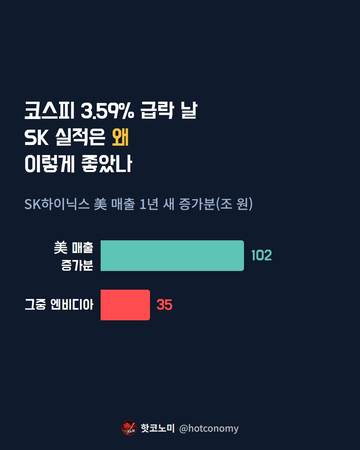 코스피 3.59% 급락 날
SK 실적은 왜
이렇게 좋았나
SK하이닉스 美 매출 1년 새 증가분(조 원)
美 매출
증가분
102
그중 엔비디아
35
핫코노미 @hotconomy